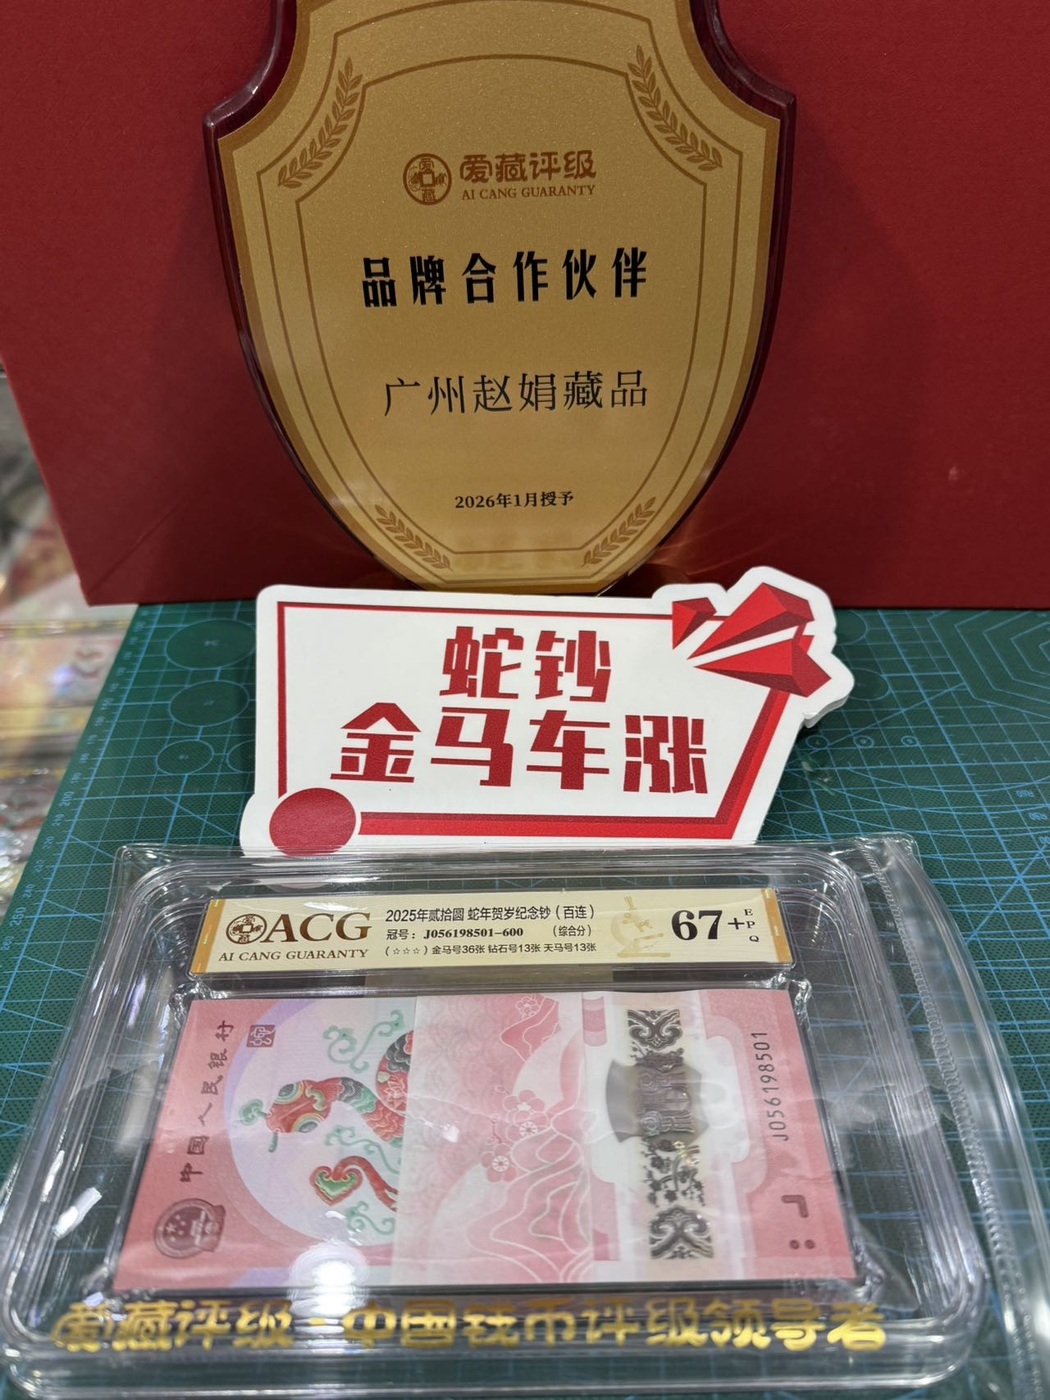 爱藏评级
AI CANG GUARANTY
品牌合作伙伴
广州赵娟藏品
2026年1月授予
蛇钞
金马车涨
ACG
AI CANG GUARANTY
2025年贰拾圆 蛇年贺岁纪念钞（百连）
冠号：J056198501-600 （综合分）
（☆☆☆）金马号36张 钻石号13张 天马号13张
67+
EPQ
中国人民银行
J056198501
爱藏评级·中国钱币评级领导者